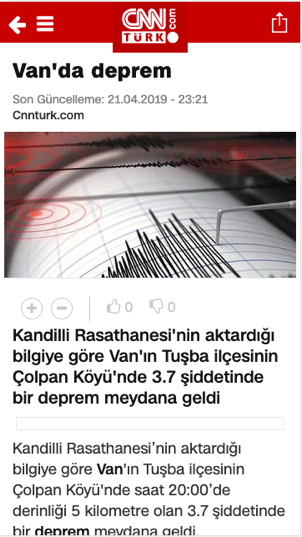 CNN
TÜRK
.com
Van'da deprem
Son Güncelleme: 21.04.2019 - 23:21
Cnnturk.com
0
0
Kandilli Rasathanesi'nin aktardığı
bilgiye göre Van'ın Tuşba ilçesinin
Çolpan Köyü'nde 3.7 şiddetinde
bir deprem meydana geldi
Kandilli Rasathanesi'nin aktardığı
bilgiye göre Van'ın Tuşba ilçesinin
Çolpan Köyü'nde saat 20:00'de
derinliği 5 kilometre olan 3.7 şiddetinde
bir deprem meydana geldi.